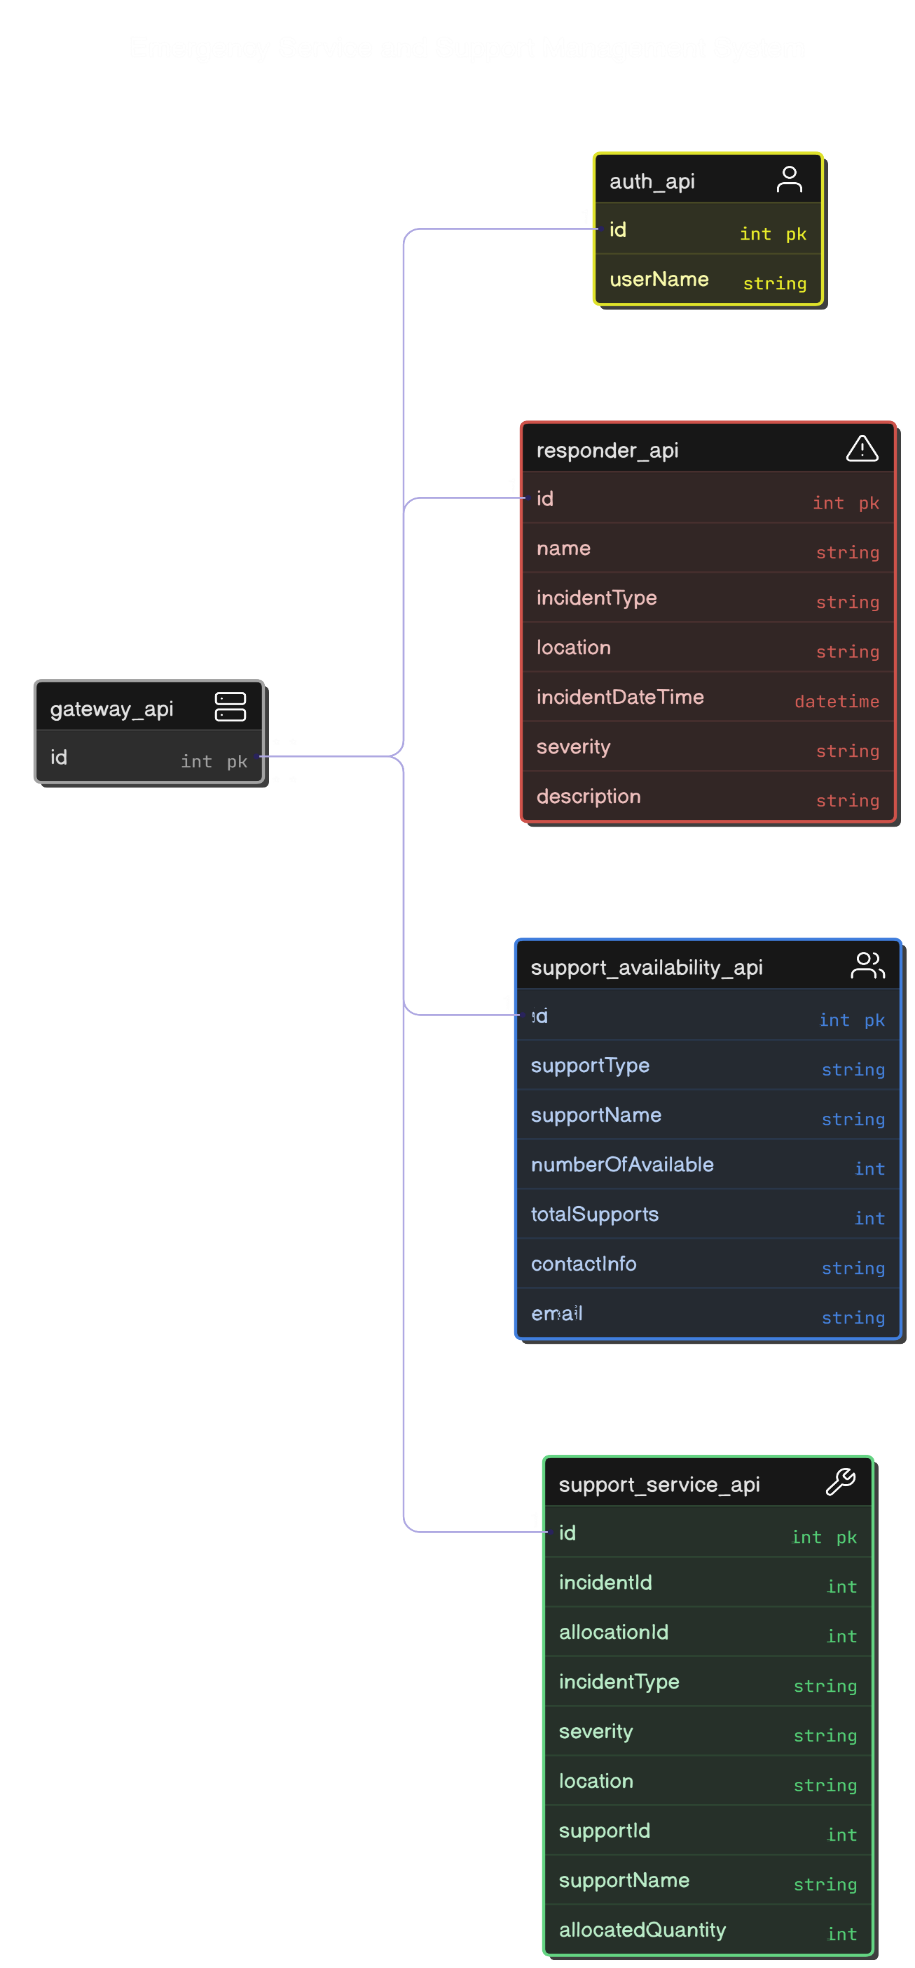 auth_api
id int pk
userName string
responder_api
id int pk
name string
incidentType string
location string
incidentDateTime datetime
severity string
description string
gateway_api
id int pk
support_availability_api
id int pk
supportType string
supportName string
numberOfAvailable int
totalSupports int
contactInfo string
email string
support_service_api
id int pk
incidentId int
allocationId int
incidentType string
severity string
location string
supportId int
supportName string
allocatedQuantity int